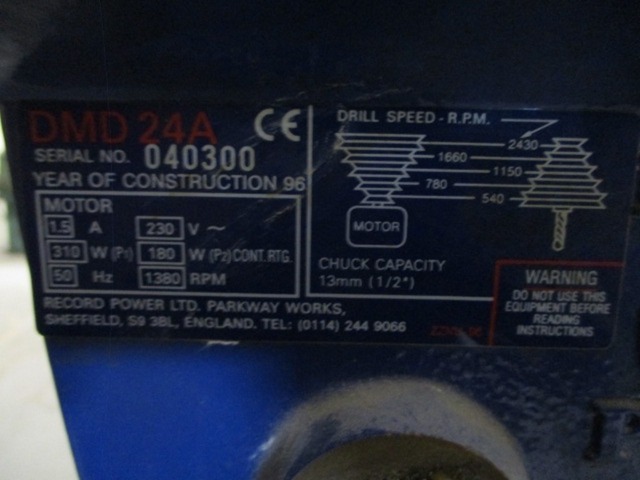 DMD 24A CE
SERIAL NO. 040300
YEAR OF CONSTRUCTION 96
MOTOR
1.5 A 230 V ~
310 W (P1) 180 W (P2) CONT. RTG.
50 Hz 1380 RPM
DRILL SPEED - R.P.M.
2430
1660
1150
780
540
MOTOR
CHUCK CAPACITY
13mm (1/2")
RECORD POWER LTD. PARKWAY WORKS,
SHEFFIELD, S9 3BL, ENGLAND. TEL: (0114) 244 9066
WARNING
DO NOT USE THIS
EQUIPMENT BEFORE
READING
INSTRUCTIONS